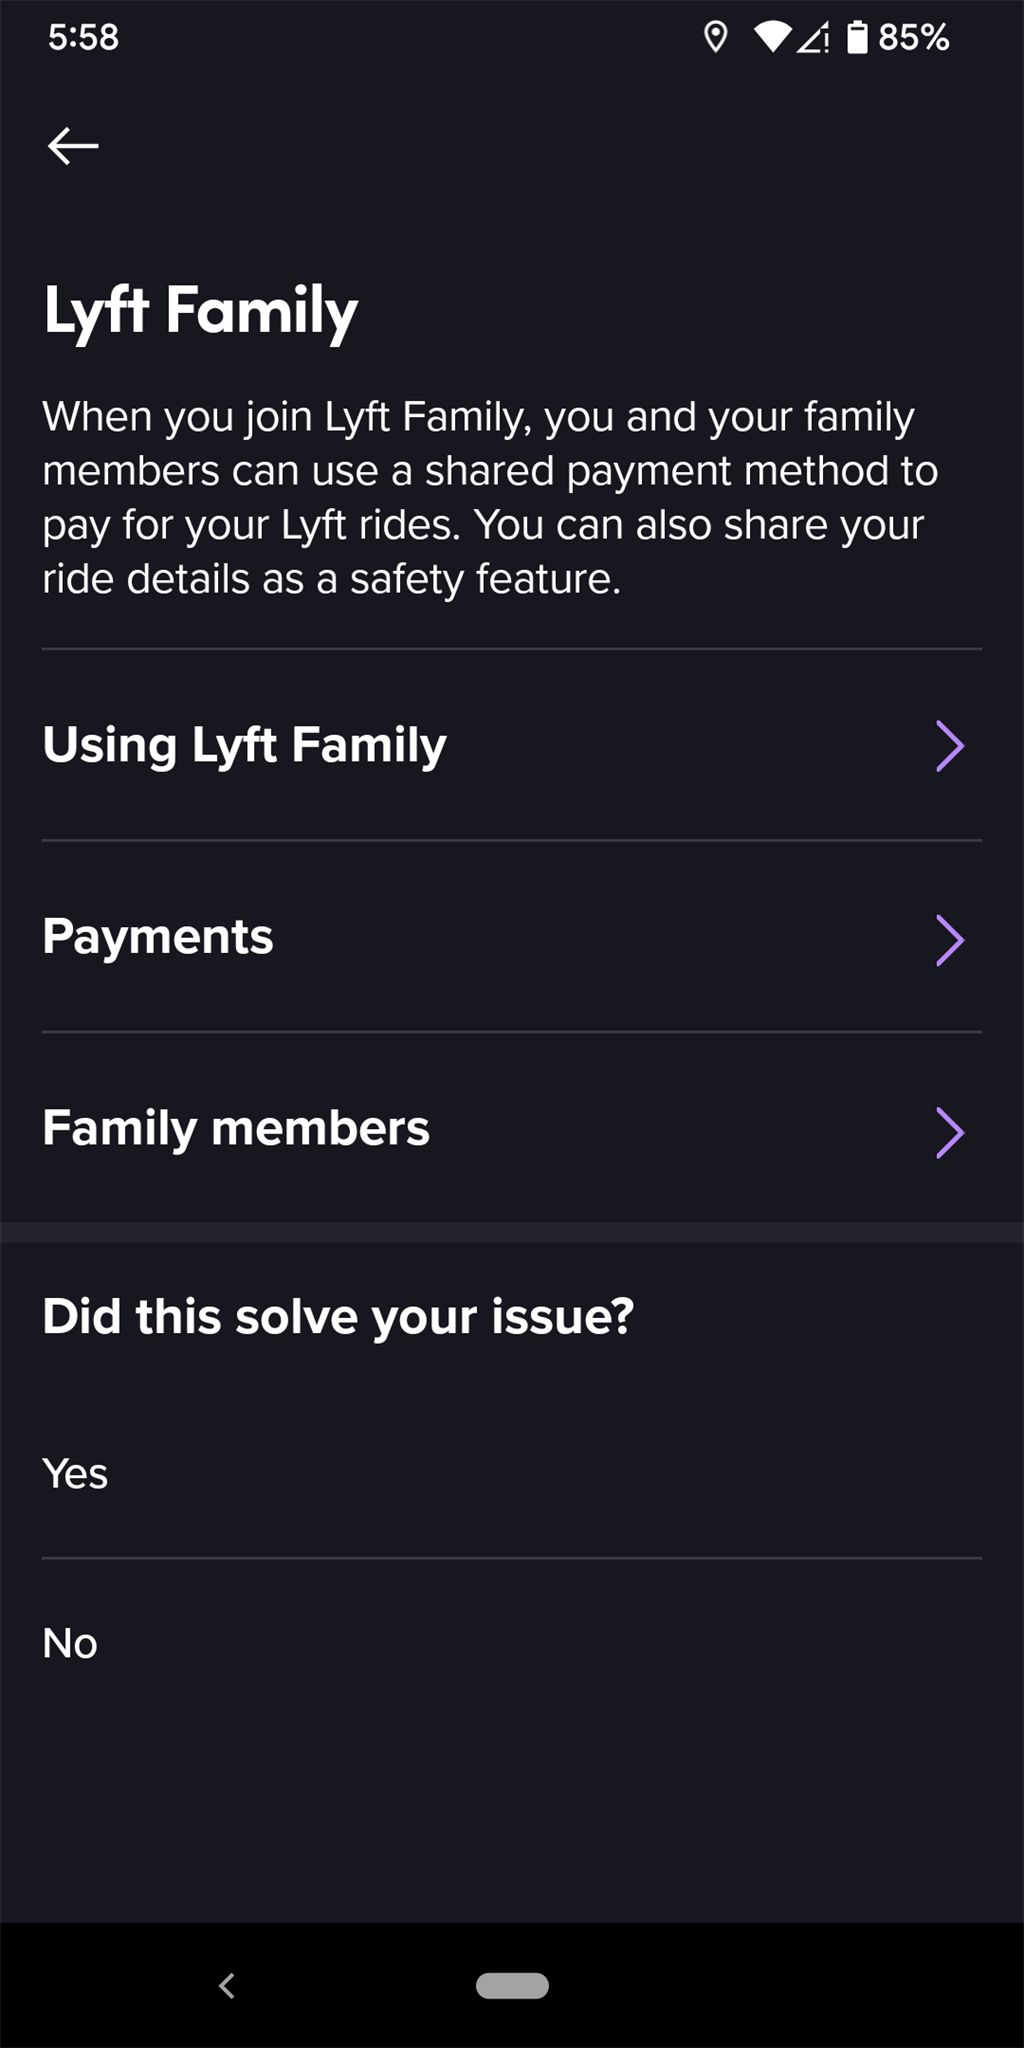 5:58
85%
Lyft Family
When you join Lyft Family, you and your family
members can use a shared payment method to
pay for your Lyft rides. You can also share your
ride details as a safety feature.
Using Lyft Family
Payments
Family members
Did this solve your issue?
Yes
No